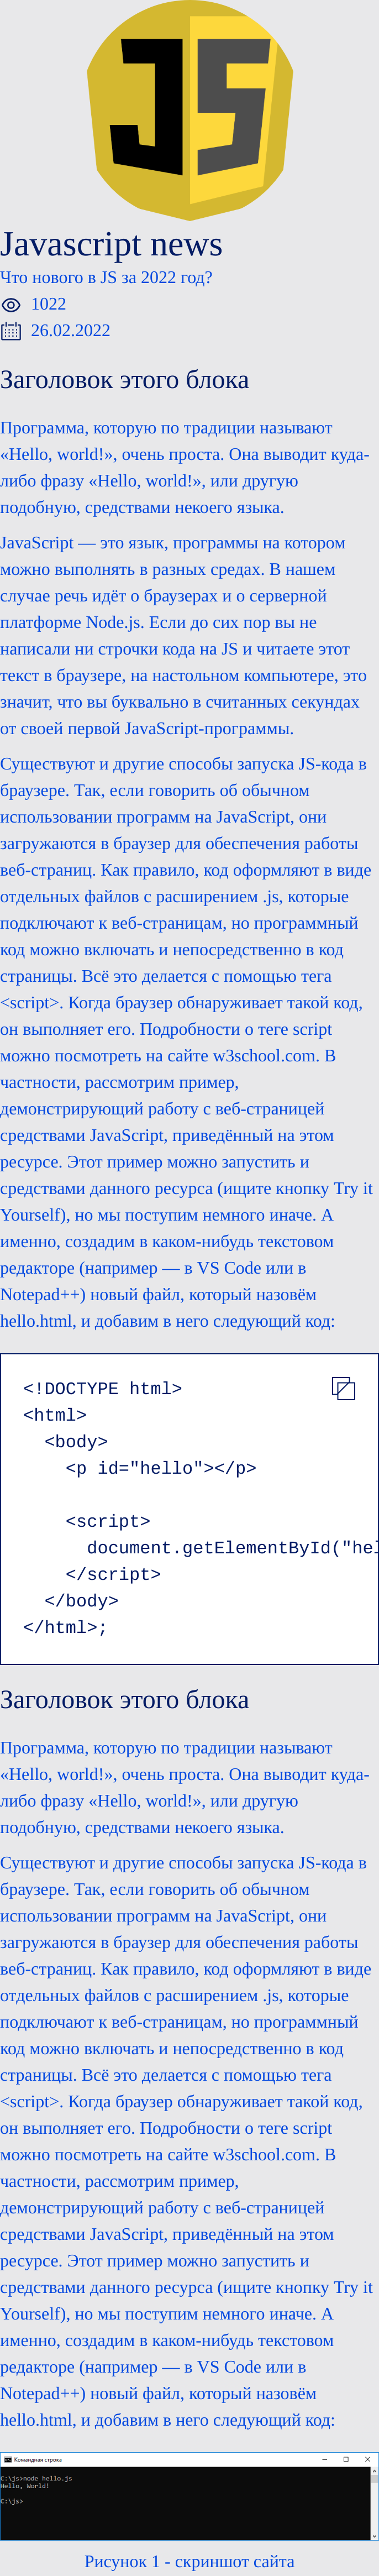 JS
Javascript news
Что нового в JS за 2022 год?
1022
26.02.2022
Заголовок этого блока
Программа, которую по традиции называют
«Hello, world!», очень проста. Она выводит куда-
либо фразу «Hello, world!», или другую
подобную, средствами некоего языка.
JavaScript — это язык, программы на котором
можно выполнять в разных средах. В нашем
случае речь идёт о браузерах и о серверной
платформе Node.js. Если до сих пор вы не
написали ни строчки кода на JS и читаете этот
текст в браузере, на настольном компьютере, это
значит, что вы буквально в считанных секундах
от своей первой JavaScript-программы.
Существуют и другие способы запуска JS-кода в
браузере. Так, если говорить об обычном
использовании программ на JavaScript, они
загружаются в браузер для обеспечения работы
веб-страниц. Как правило, код оформляют в виде
отдельных файлов с расширением .js, которые
подключают к веб-страницам, но программный
код можно включать и непосредственно в код
страницы. Всё это делается с помощью тега
<script>. Когда браузер обнаруживает такой код,
он выполняет его. Подробности о теге script
можно посмотреть на сайте w3school.com. В
частности, рассмотрим пример,
демонстрирующий работу с веб-страницей
средствами JavaScript, приведённый на этом
ресурсе. Этот пример можно запустить и
средствами данного ресурса (ищите кнопку Try it
Yourself), но мы поступим немного иначе. А
именно, создадим в каком-нибудь текстовом
редакторе (например — в VS Code или в
Notepad++) новый файл, который назовём
hello.html, и добавим в него следующий код:
<!DOCTYPE html>
<html>
<body>
<p id="hello"></p>
<script>
document.getElementById("hel
</script>
</body>
</html>;
Заголовок этого блока
Программа, которую по традиции называют
«Hello, world!», очень проста. Она выводит куда-
либо фразу «Hello, world!», или другую
подобную, средствами некоего языка.
Существуют и другие способы запуска JS-кода в
браузере. Так, если говорить об обычном
использовании программ на JavaScript, они
загружаются в браузер для обеспечения работы
веб-страниц. Как правило, код оформляют в виде
отдельных файлов с расширением .js, которые
подключают к веб-страницам, но программный
код можно включать и непосредственно в код
страницы. Всё это делается с помощью тега
<script>. Когда браузер обнаруживает такой код,
он выполняет его. Подробности о теге script
можно посмотреть на сайте w3school.com. В
частности, рассмотрим пример,
демонстрирующий работу с веб-страницей
средствами JavaScript, приведённый на этом
ресурсе. Этот пример можно запустить и
средствами данного ресурса (ищите кнопку Try it
Yourself), но мы поступим немного иначе. А
именно, создадим в каком-нибудь текстовом
редакторе (например — в VS Code или в
Notepad++) новый файл, который назовём
hello.html, и добавим в него следующий код:
Командная строка
C:\js>node hello.js
Hello, World!
C:\js>
Рисунок 1 - скриншот сайта